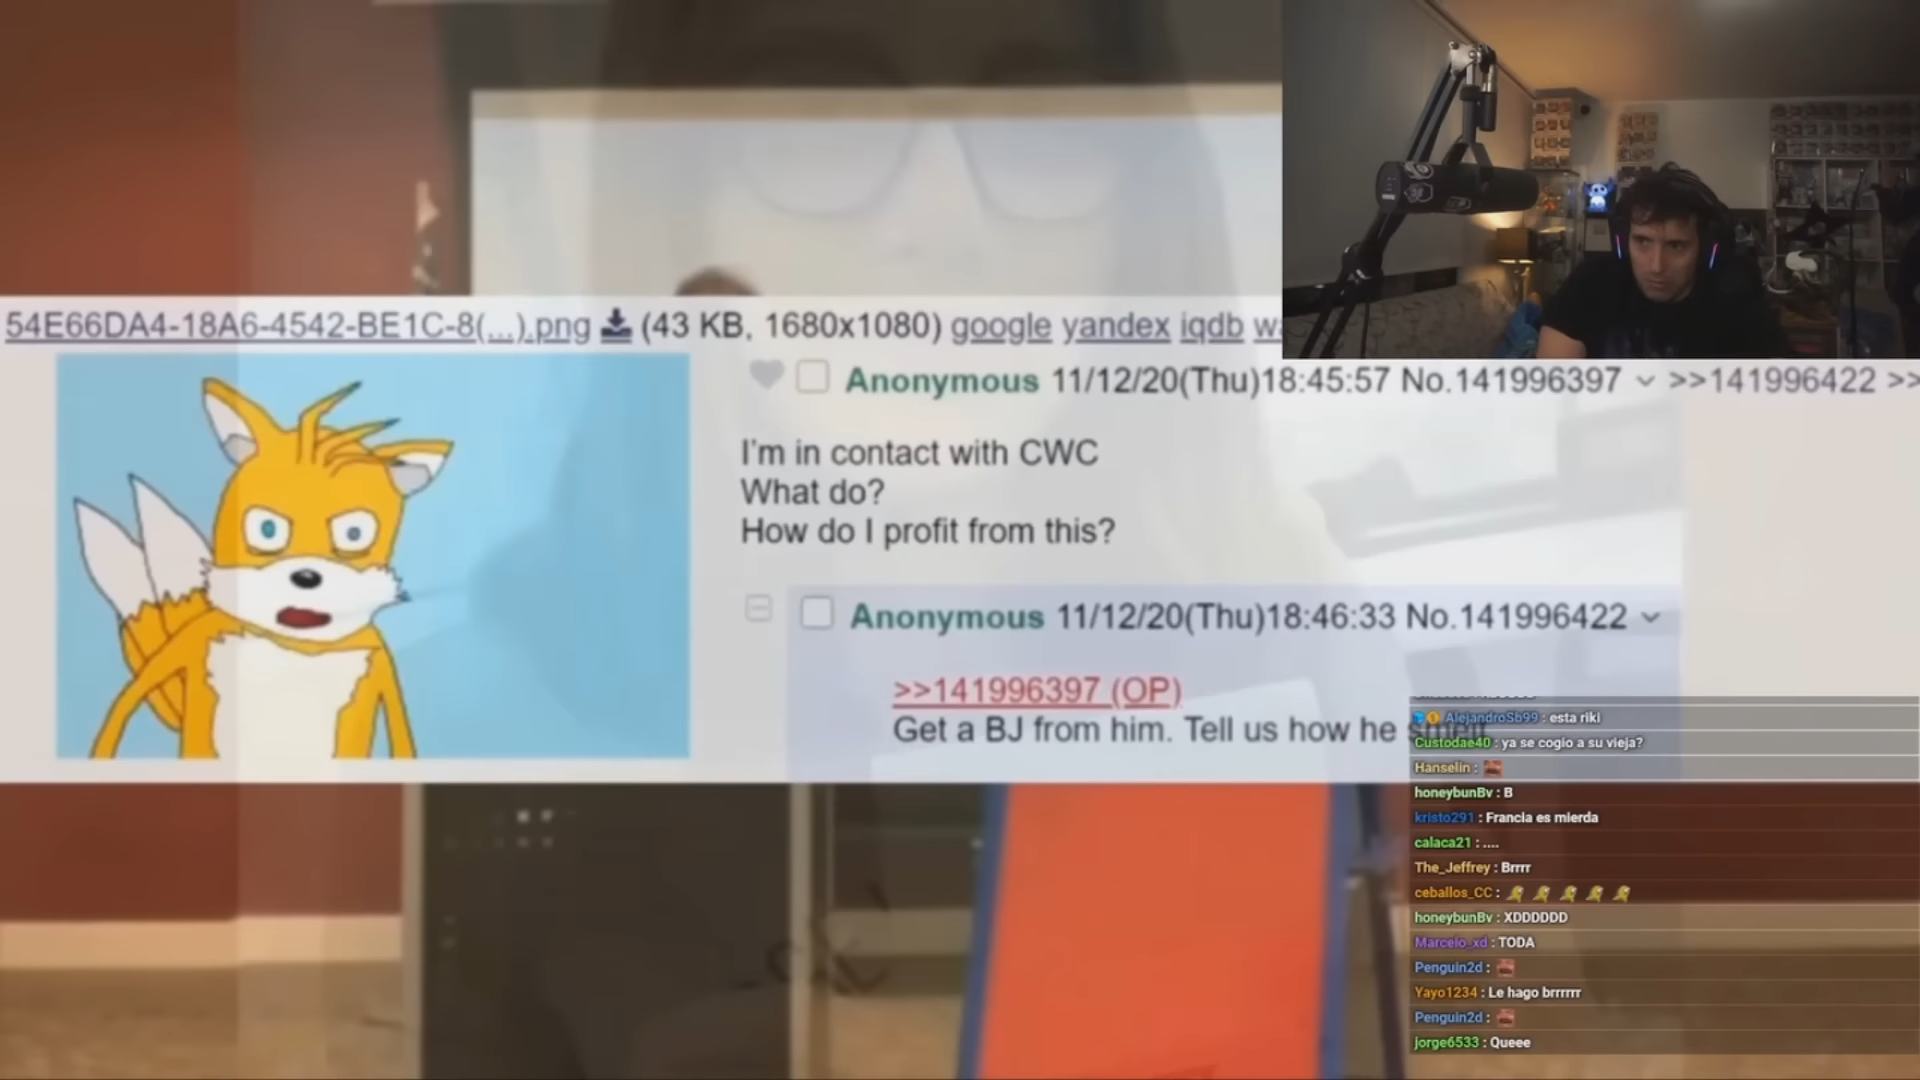 54E66DA4-18A6-4542-BE1C-8(...).png (43 KB, 1680x1080) google yandex iqdb
Anonymous 11/12/20(Thu)18:45:57 No.141996397 >>141996422 >>
I'm in contact with CWC
What do?
How do I profit from this?
Anonymous 11/12/20(Thu)18:46:33 No.141996422
>>141996397 (OP)
Get a BJ from him. Tell us how he smell
AlejandroSb99 : esta riki
Custodae40 : ya se cogio a su vieja?
Hanselin :
honeybunBv : B
kristo291 : Francia es mierda
calaca21 : ....
The_Jeffrey : Brrrr
ceballos_CC :
honeybunBv : XDDDDDD
Marcelo_xd : TODA
Penguin2d :
Yayo1234 : Le hago brrrrrr
Penguin2d :
jorge6533 : Queee